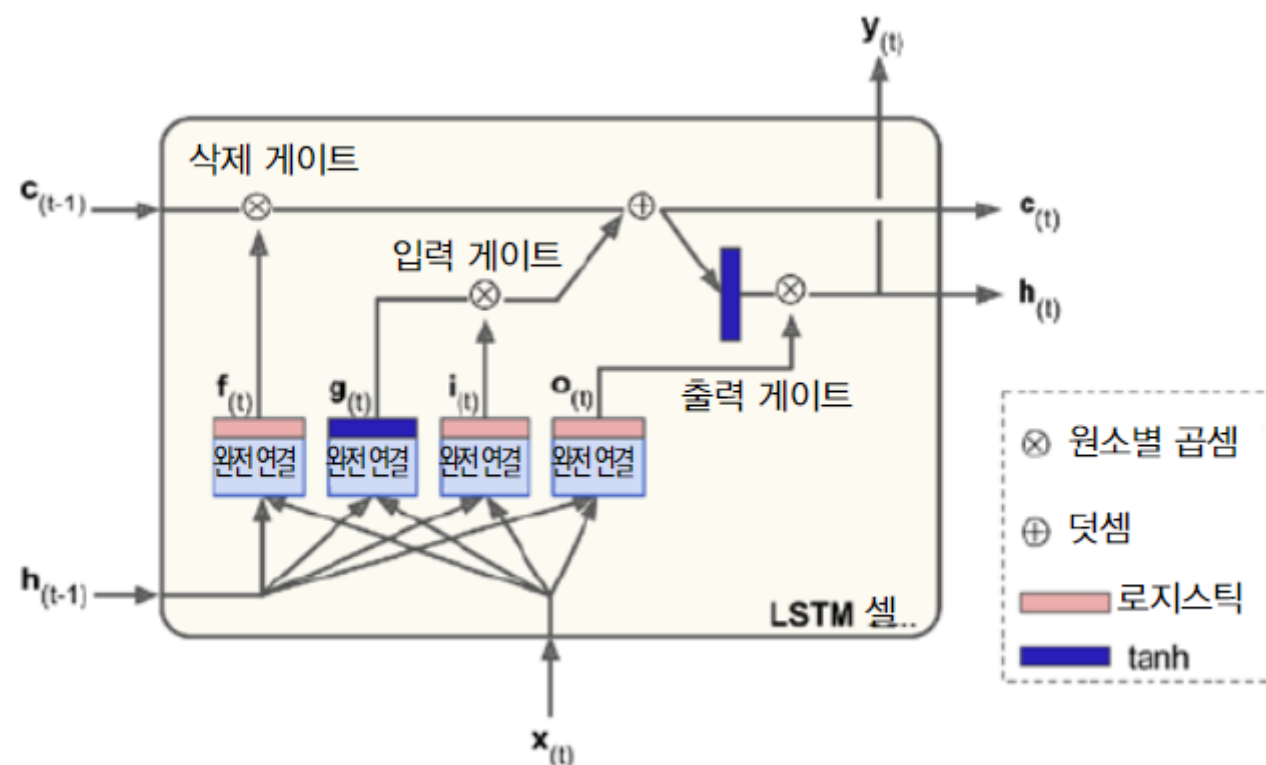 y(t)
삭제 게이트
c(t-1)
c(t)
입력 게이트
h(t)
f(t) g(t) i(t) o(t)
출력 게이트
완전 연결 완전 연결 완전 연결 완전 연결
원소별 곱셈
덧셈
h(t-1)
로지스틱
LSTM 셀..
tanh
x(t)